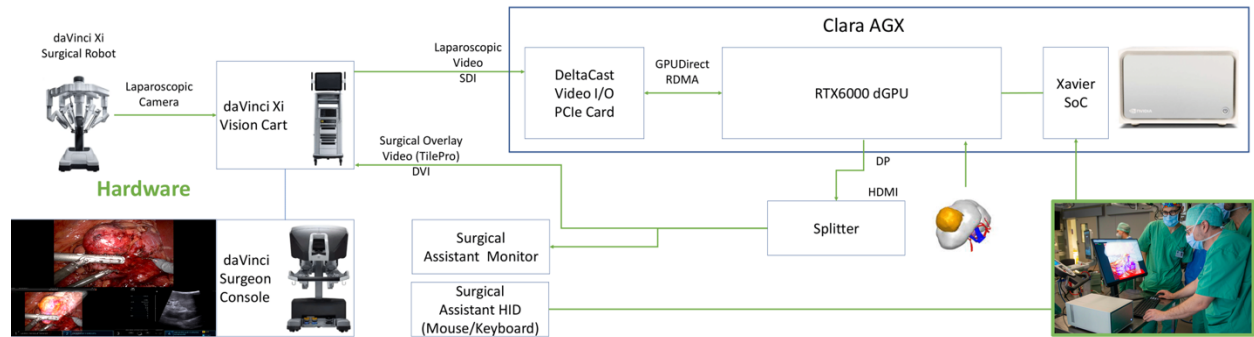 Clara AGX
daVinci Xi
Surgical Robot
Laparoscopic
Camera
daVinci Xi
Vision Cart
Laparoscopic
Video
SDI
DeltaCast
Video I/O
PCIe Card
GPUDirect
RDMA
RTX6000 dGPU
Xavier
SoC
Surgical Overlay
Video (TilePro)
DVI
DP
HDMI
Hardware
daVinci
Surgeon
Console
Surgical
Assistant Monitor
Splitter
Surgical
Assistant HID
(Mouse/Keyboard)